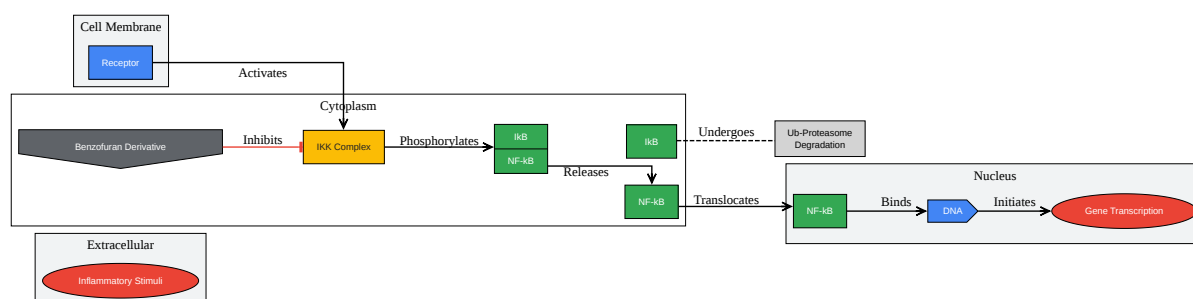 Cell Membrane
Receptor
Activates
Cytoplasm
Benzofuran Derivative
Inhibits
IKK Complex
Phosphorylates
IkB
NF-kB
Releases
IkB
NF-kB
Undergoes
Ub-Proteasome
Degradation
Translocates
Nucleus
NF-kB
Binds
DNA
Initiates
Gene Transcription
Extracellular
Inflammatory Stimuli